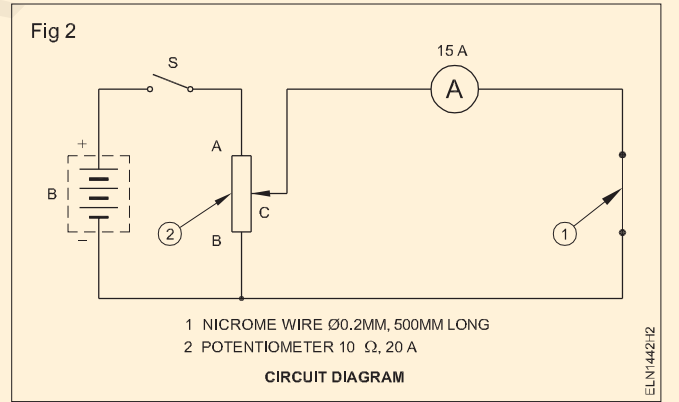 Fig 2
15 A
S
A
+
A
B
C
2
B
1
–
1 NICROME WIRE Ø0.2MM, 500MM LONG
2 POTENTIOMETER 10 Ω, 20 A
CIRCUIT DIAGRAM
ELN1442H2